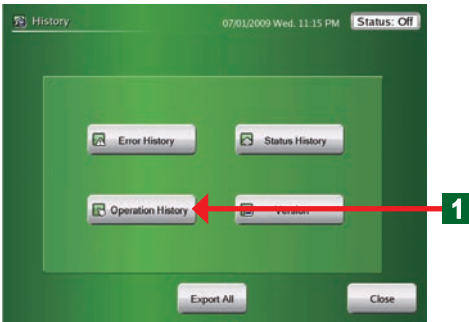 History
07/01/2009 Wed. 11:15 PM
Status: Off
Error History
Status History
Operation History
Version
1
Export All
Close